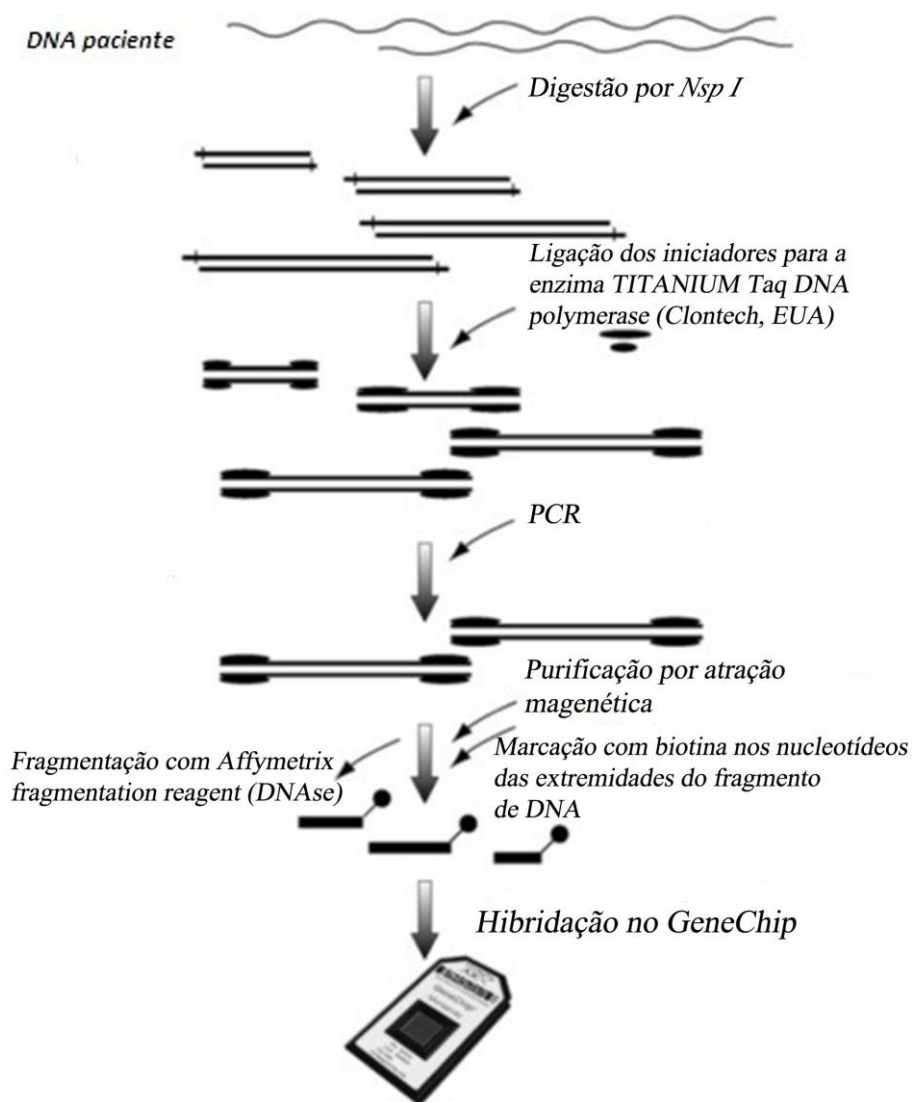 DNA paciente
Digestão por Nsp I
Ligação dos iniciadores para a
enzima TITANIUM Taq DNA
polymerase (Clontech, EUA)
PCR
Purificação por atração
magenética
Fragmentação com Affymetrix
fragmentation reagent (DNAse)
Marcação com biotina nos nucleotídeos
das extremidades do fragmento
de DNA
Hibridação no GeneChip
GeneChip